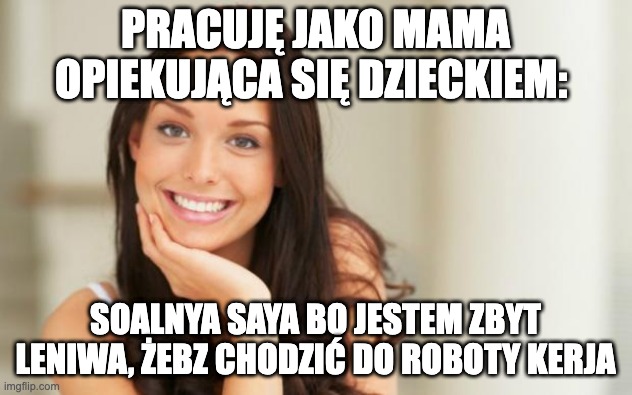 PRACUJĘ JAKO MAMA
OPIEKUJĄCA SIĘ DZIECKIEM:
SOALNYA SAYA BO JESTEM ZBYT
LENIWA, ŻEBZ CHODZIĆ DO ROBOTY KERJA
imgflip.com